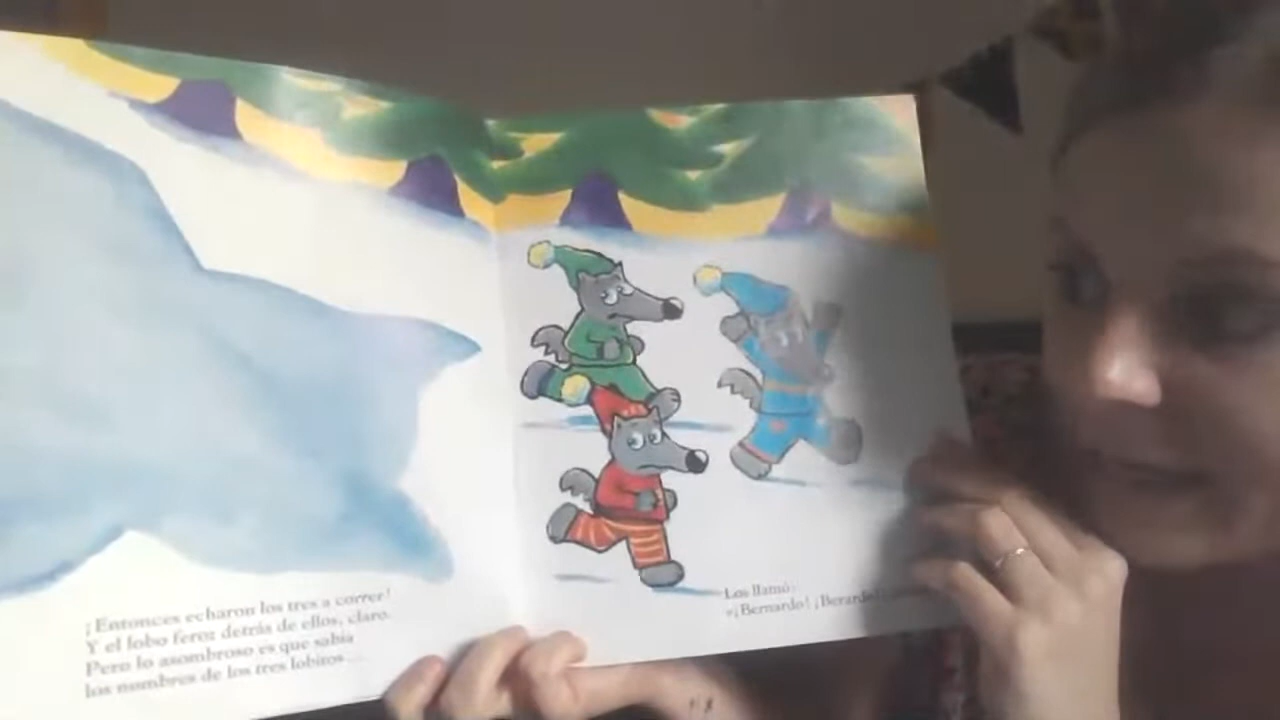 ¡Entonces echaron los tres a correr!
Y el lobo feroz detrás de ellos, claro.
Pero lo asombroso es que sabía
los nombres de los tres lobitos...
Los llamó:
«¡Bernardo! ¡Berardo!